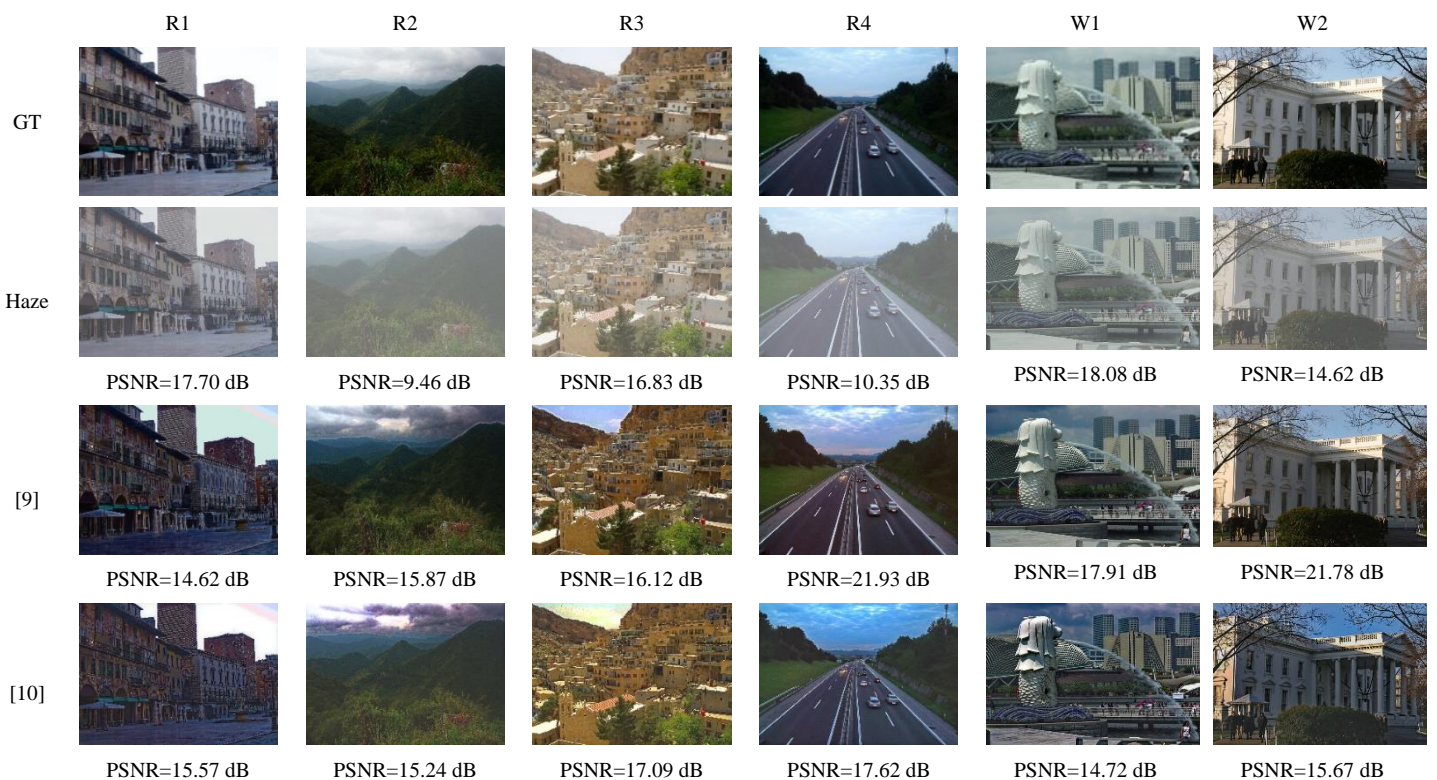 R1 R2 R3 R4 W1 W2
GT
Haze
PSNR=17.70 dB PSNR=9.46 dB PSNR=16.83 dB PSNR=10.35 dB PSNR=18.08 dB PSNR=14.62 dB
[9]
PSNR=14.62 dB PSNR=15.87 dB PSNR=16.12 dB PSNR=21.93 dB PSNR=17.91 dB PSNR=21.78 dB
[10]
PSNR=15.57 dB PSNR=15.24 dB PSNR=17.09 dB PSNR=17.62 dB PSNR=14.72 dB PSNR=15.67 dB